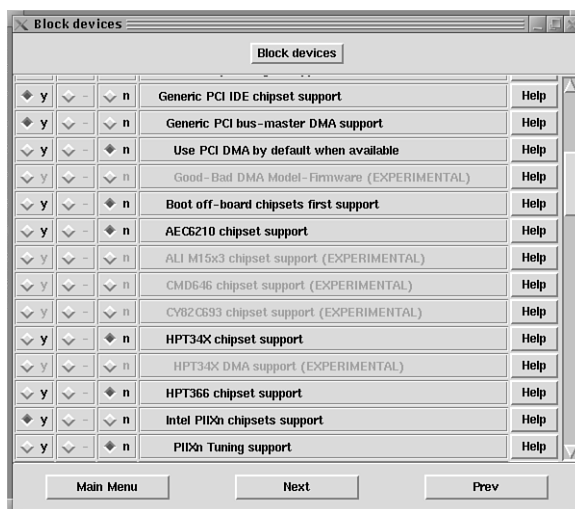 Block devices
Block devices
y - n Generic PCI IDE chipset support Help
y - n Generic PCI bus-master DMA support Help
y - n Use PCI DMA by default when available Help
y - n Good-Bad DMA Model-Firmware (EXPERIMENTAL) Help
y - n Boot off-board chipsets first support Help
y - n AEC6210 chipset support Help
y - n ALI M15x3 chipset support (EXPERIMENTAL) Help
y - n CMD646 chipset support (EXPERIMENTAL) Help
y - n CY82C693 chipset support (EXPERIMENTAL) Help
y - n HPT34X chipset support Help
y - n HPT34X DMA support (EXPERIMENTAL) Help
y - n HPT366 chipset support Help
y - n Intel PIIXn chipsets support Help
y - n PIIXn Tuning support Help
Main Menu Next Prev